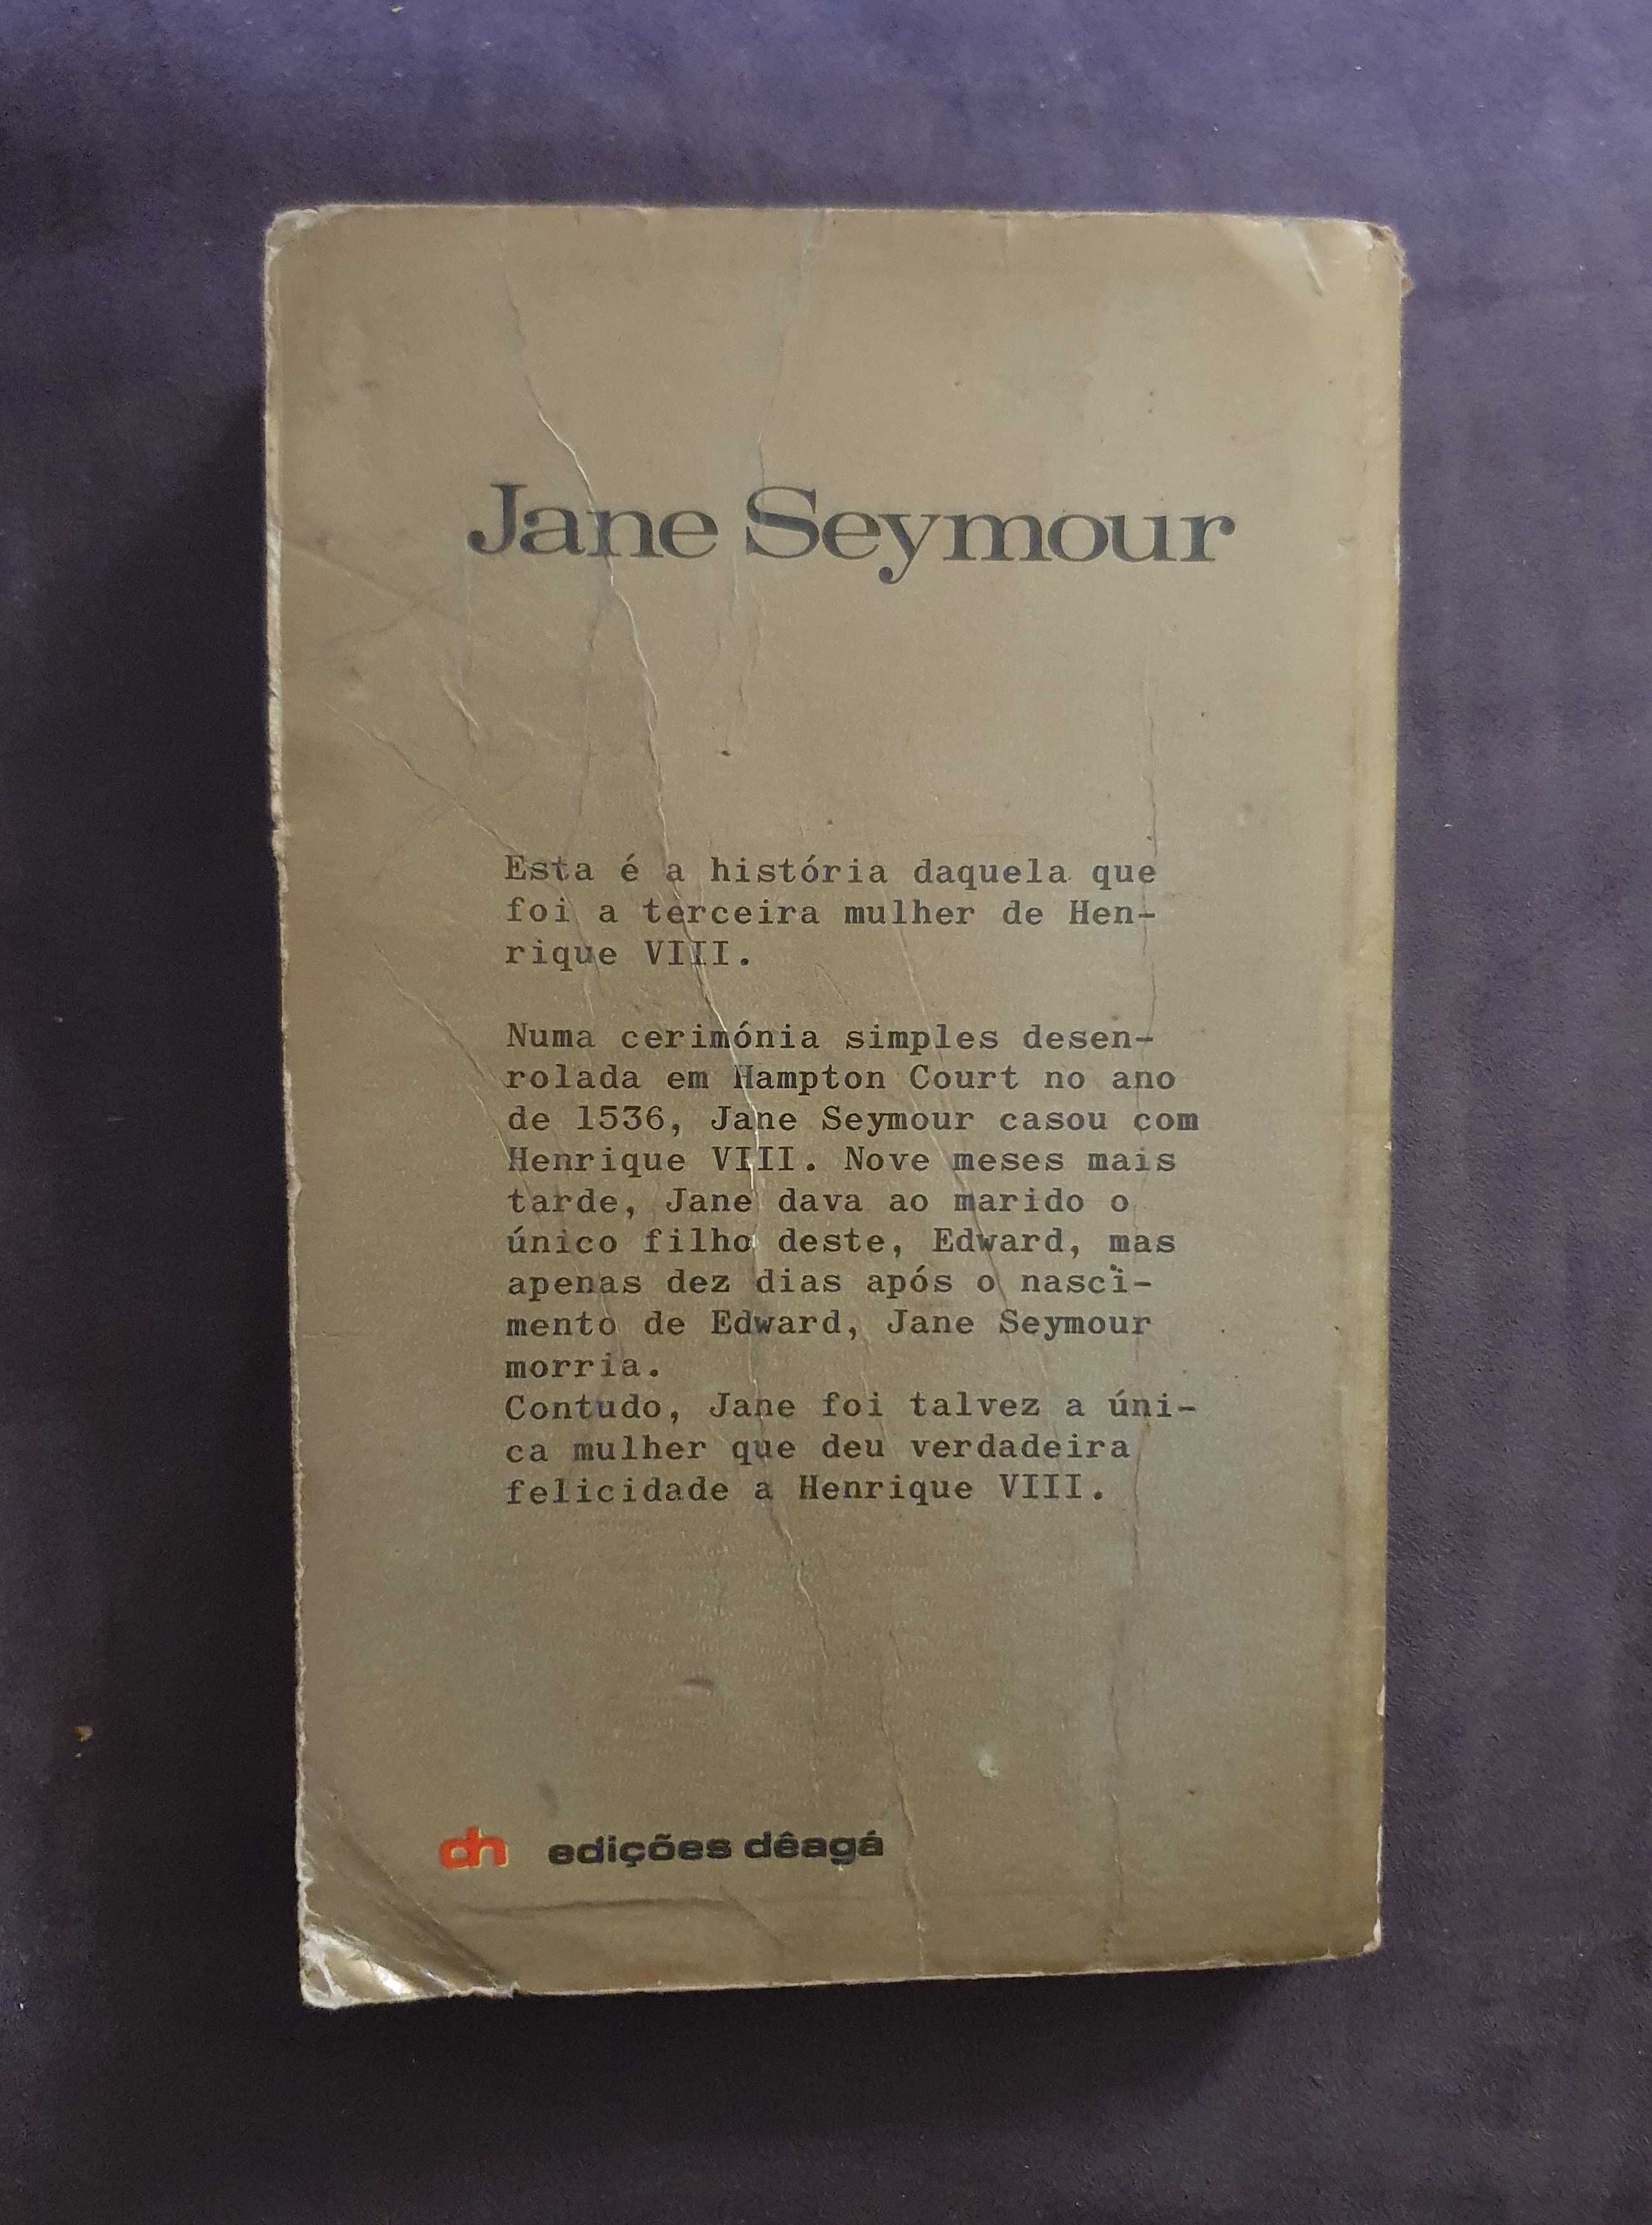 Jane Seymour
Esta é a história daquela que
foi a terceira mulher de Hen-
rique VIII.
Numa cerimónia simples desen-
rolada em Hampton Court no ano
de 1536, Jane Seymour casou com
Henrique VIII. Nove meses mais
tarde, Jane dava ao marido o
único filho deste, Edward, mas
apenas dez dias após o nasci-
mento de Edward, Jane Seymour
morria.
Contudo, Jane foi talvez a úni-
ca mulher que deu verdadeira
felicidade a Henrique VIII.
dh edições dêagá